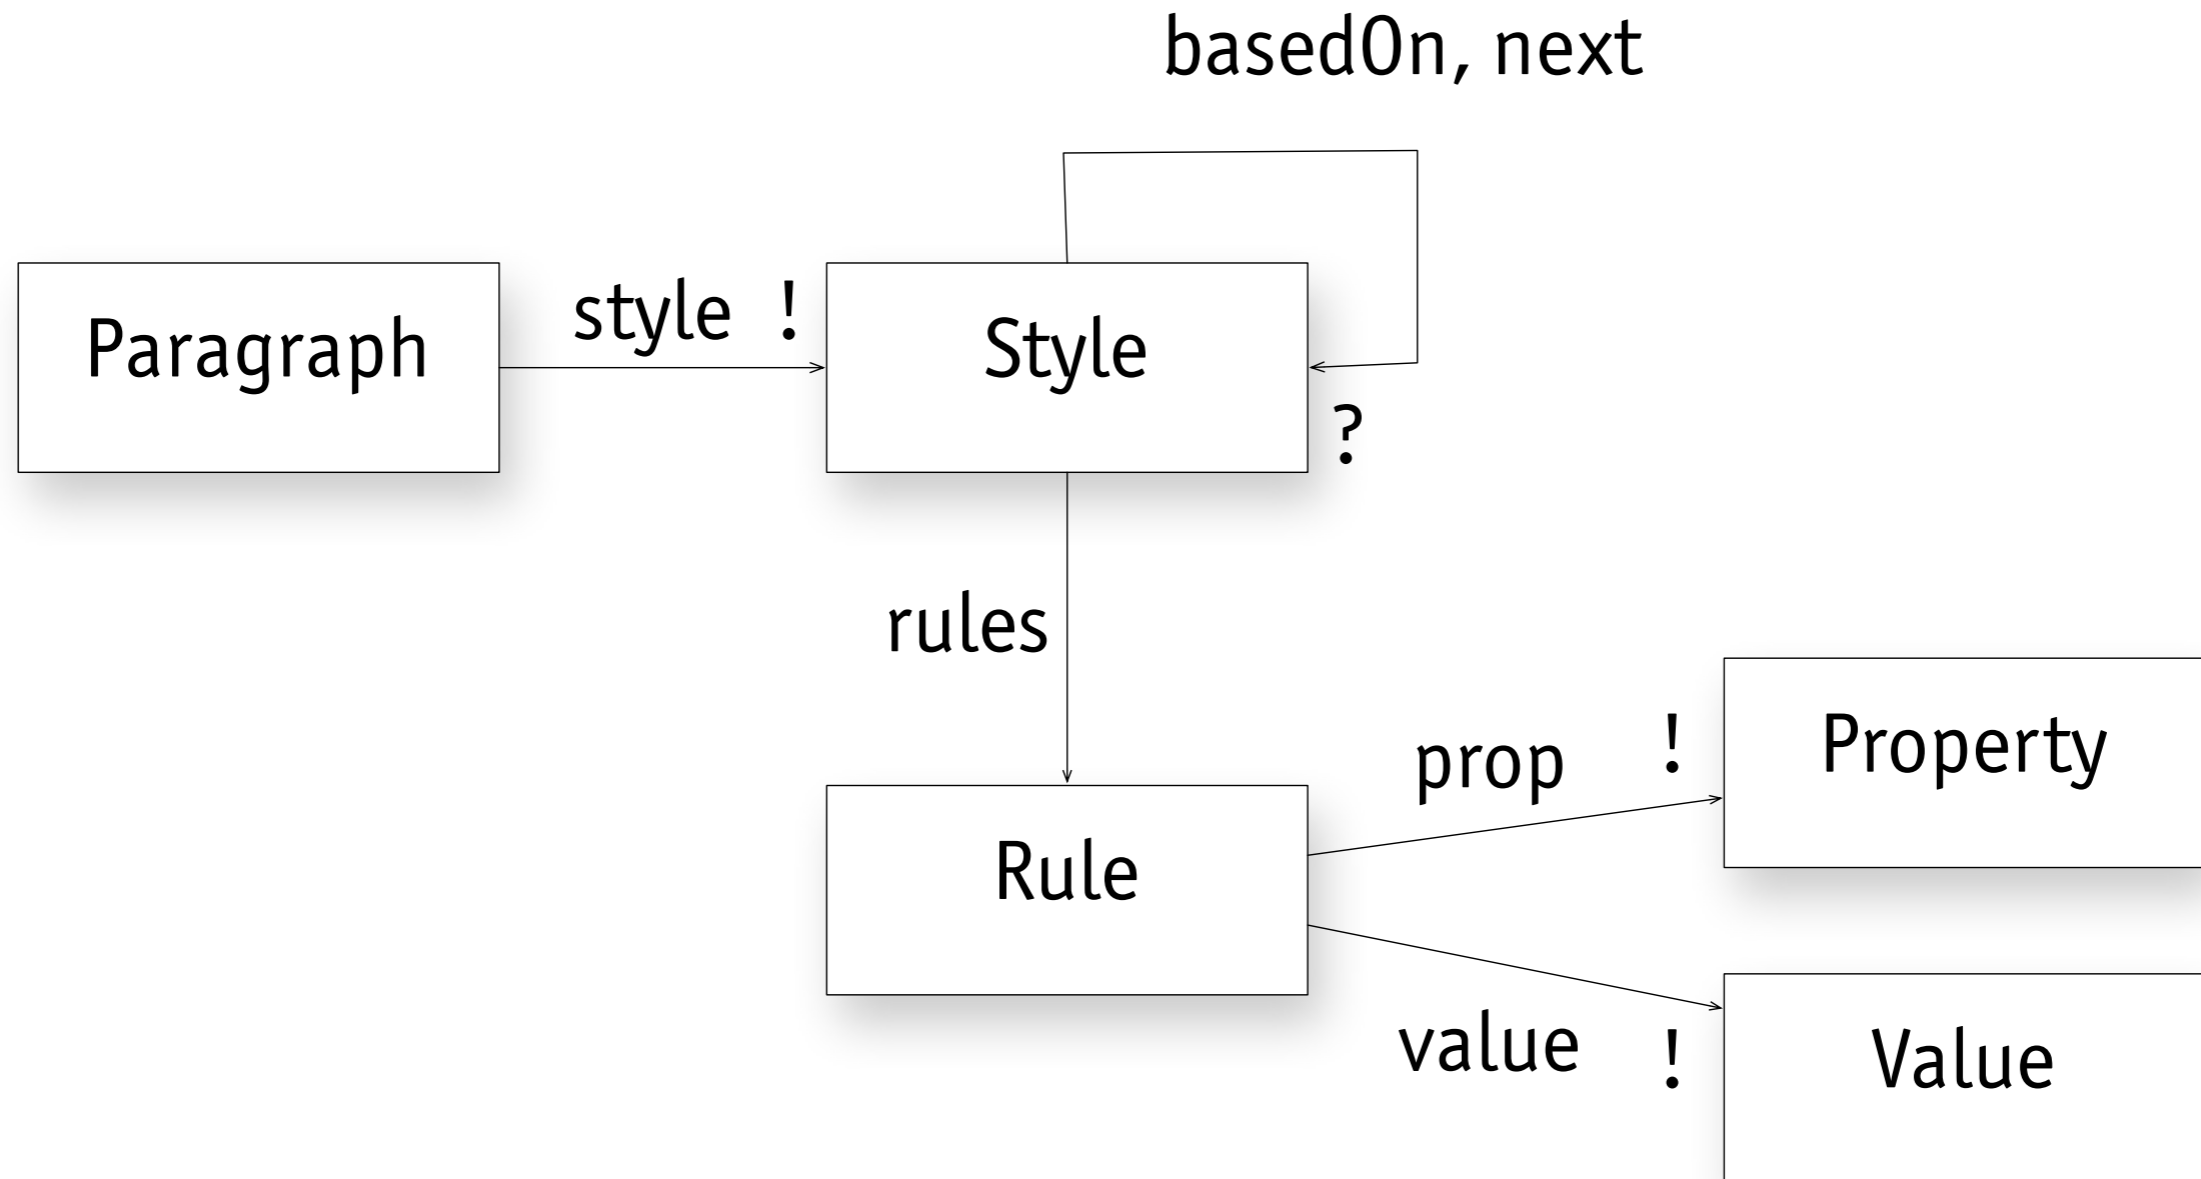 basedOn, next
Paragraph
style !
Style
?
rules
Rule
prop !
Property
value !
Value